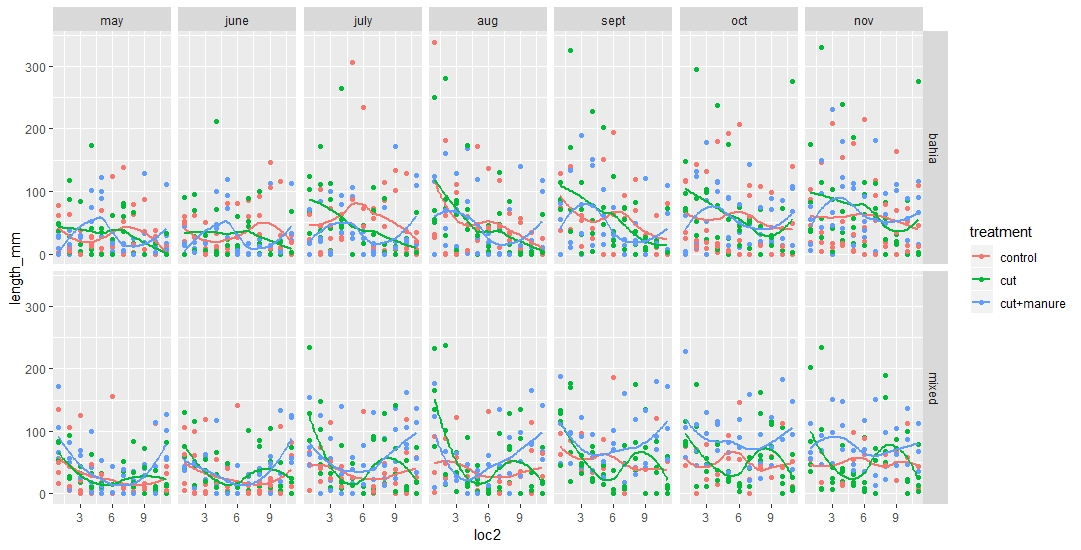 may june july aug sept oct nov
300
200
100
0
bahia
length_mm
300
200
100
0
mixed
3 6 9 3 6 9 3 6 9 3 6 9 3 6 9 3 6 9 3 6 9
loc2
treatment
control
cut
cut+manure